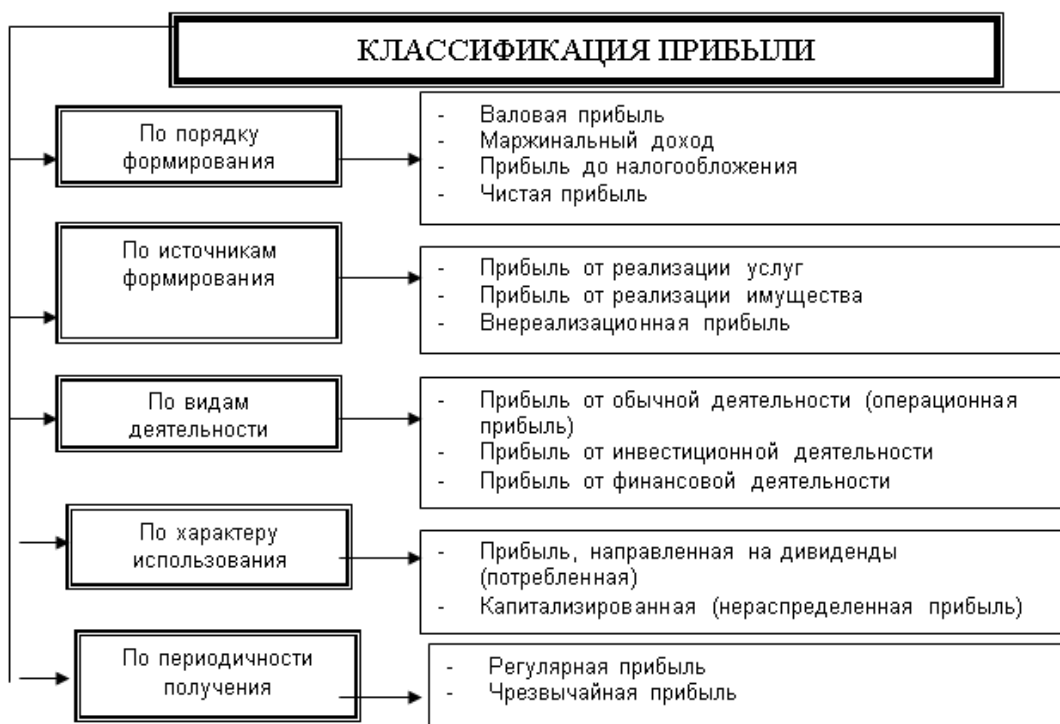 КЛАССИФИКАЦИЯ ПРИБЫЛИ
По порядку
формирования
- Валовая прибыль
- Маржинальный доход
- Прибыль до налогообложения
- Чистая прибыль
По источникам
формирования
- Прибыль от реализации услуг
- Прибыль от реализации имущества
- Внереализационная прибыль
По видам
деятельности
- Прибыль от обычной деятельности (операционная
прибыль)
- Прибыль от инвестиционной деятельности
- Прибыль от финансовой деятельности
По характеру
использования
- Прибыль, направленная на дивиденды
(потребленная)
- Капитализированная (нераспределенная прибыль)
По периодичности
получения
- Регулярная прибыль
- Чрезвычайная прибыль